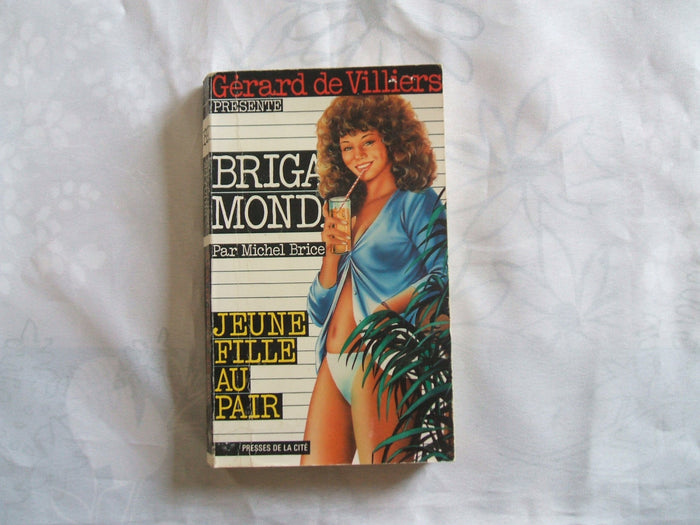 Gérard de Villiers
PRÉSENTE
BRIGA
MOND
Par Michel Brice
JEUNE
FILLE
AU
PAIR
PRESSES DE LA CITÉ